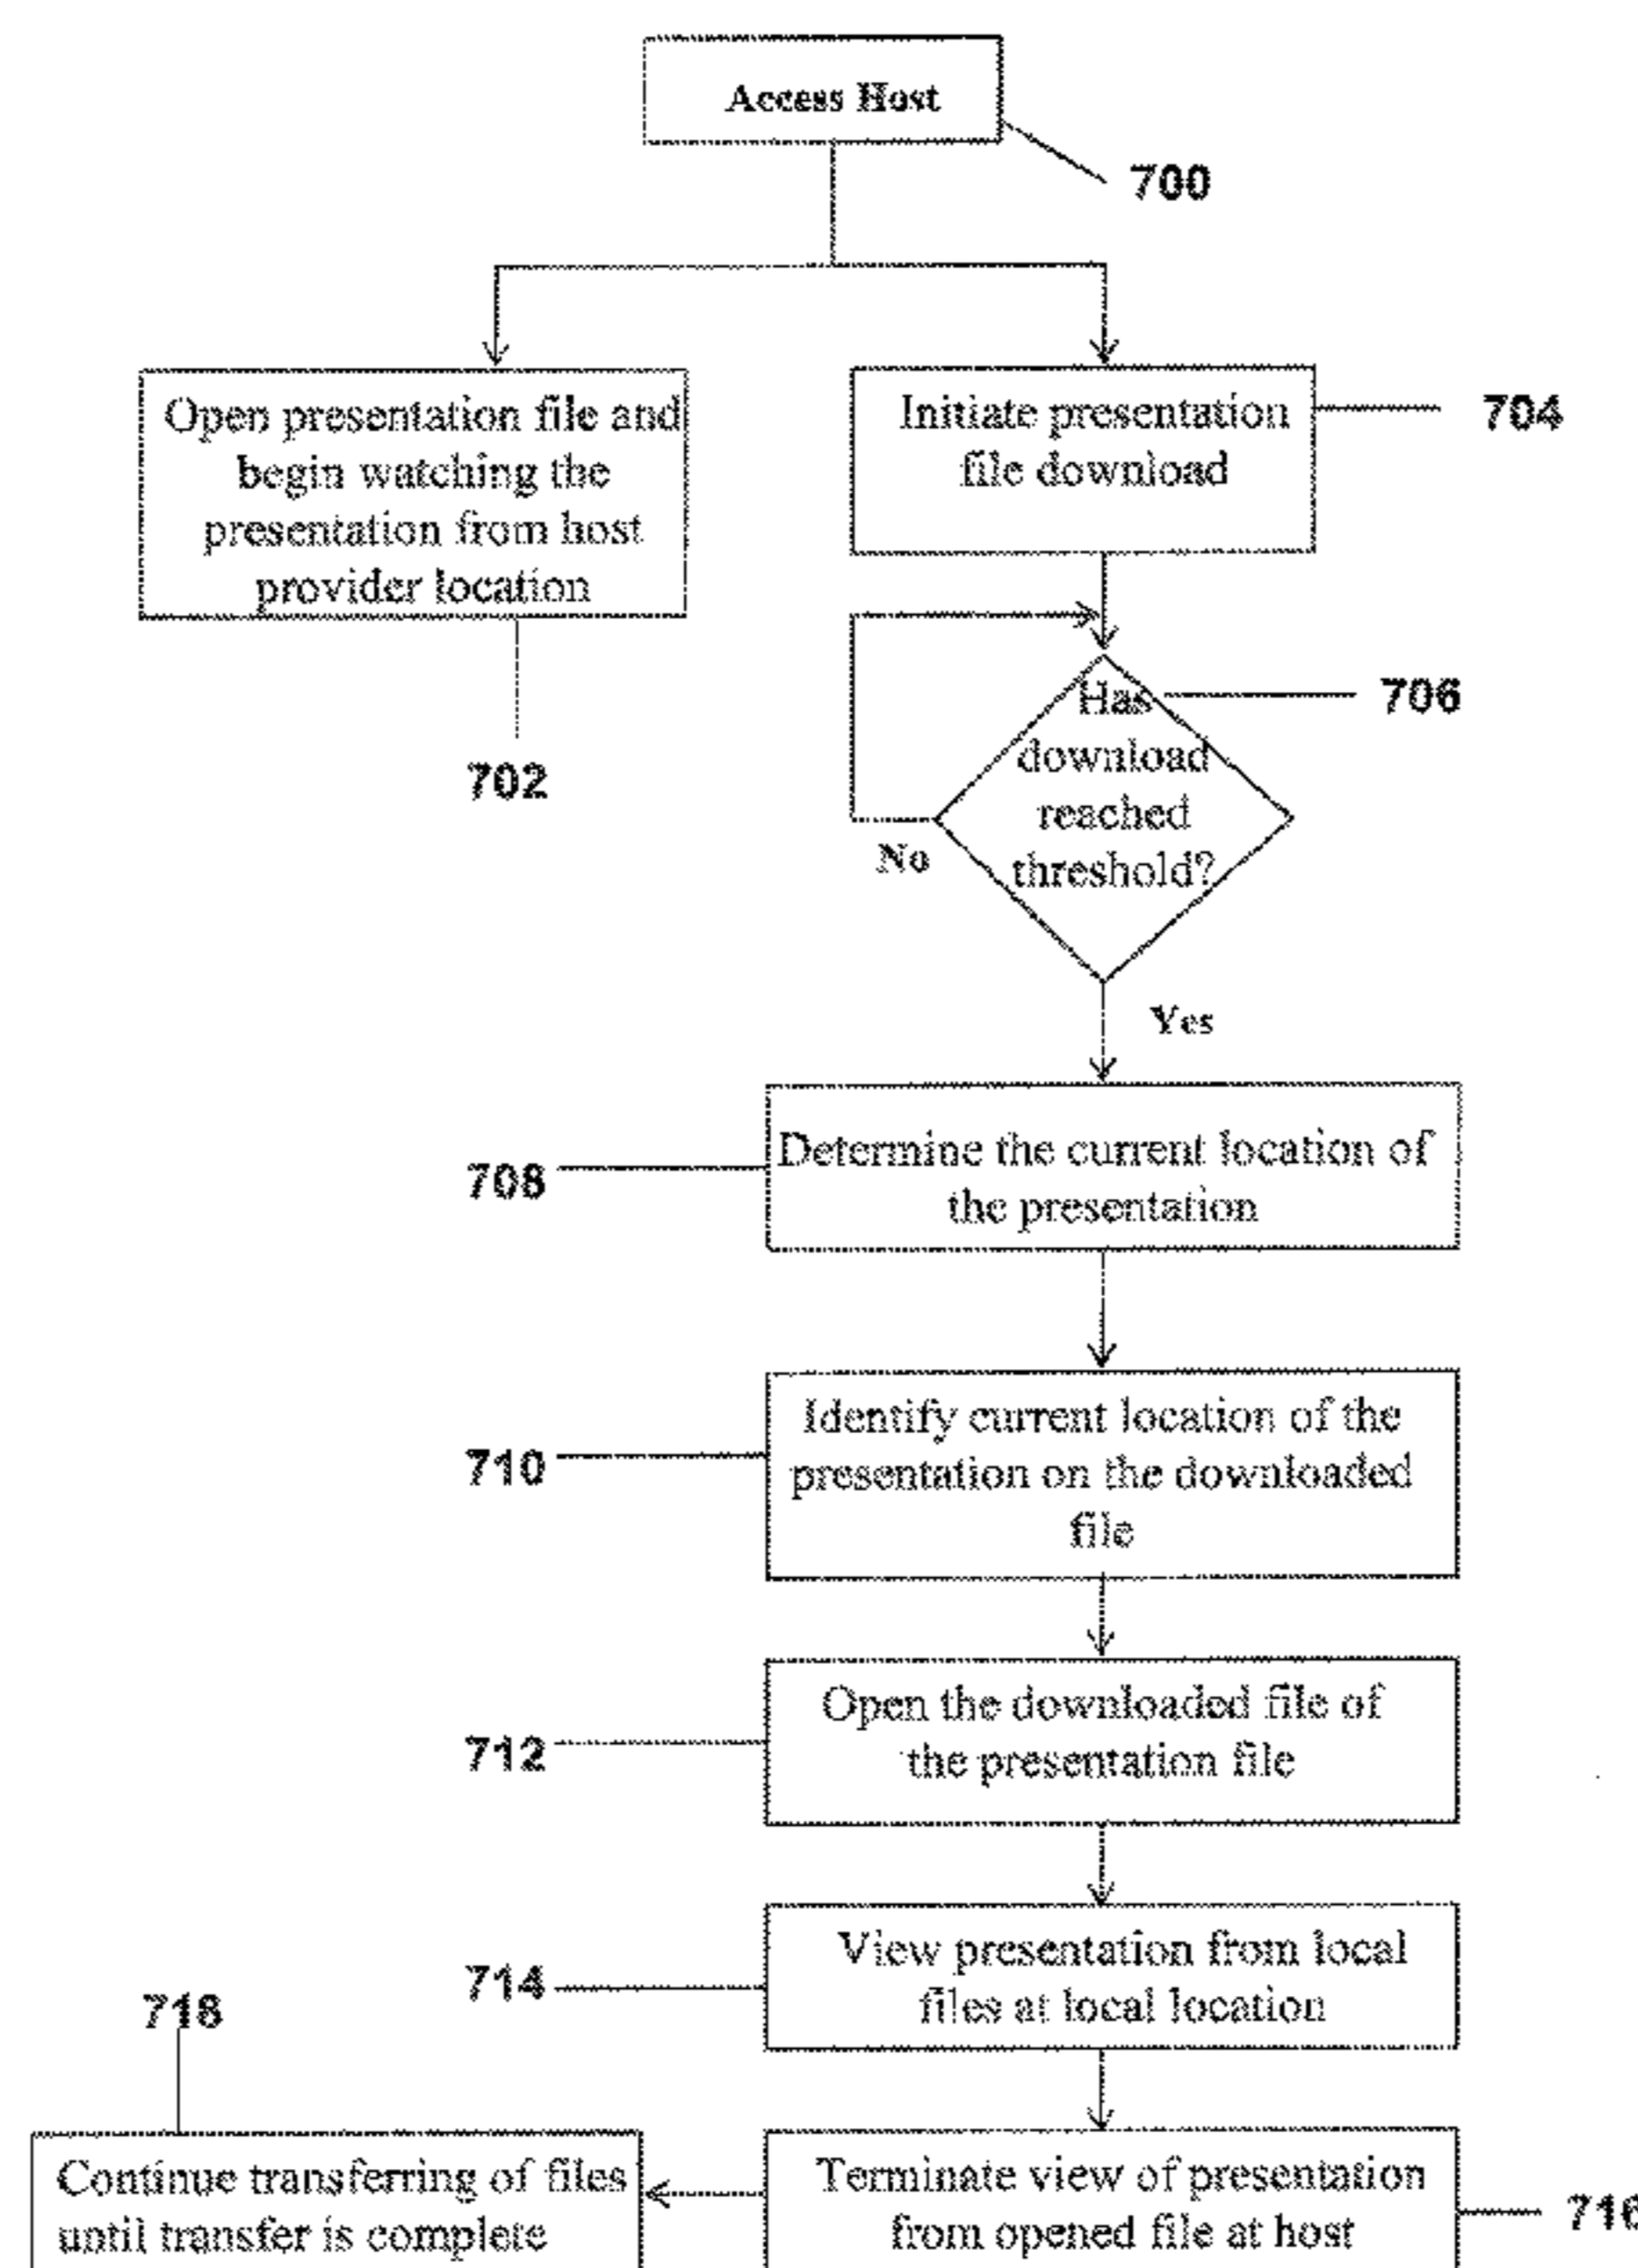 Access Host
700
Open presentation file and
begin watching the
presentation from host
provider location
702
Initiate presentation
file download
704
Has
download
reached
threshold?
706
No
Yes
Determine the current location of
the presentation
708
Identify current location of the
presentation on the downloaded
file
710
Open the downloaded file of
the presentation file
712
View presentation from local
files at local location
714
Terminate view of presentation
from opened file at host
716
718
Continue transferring of files
until transfer is complete